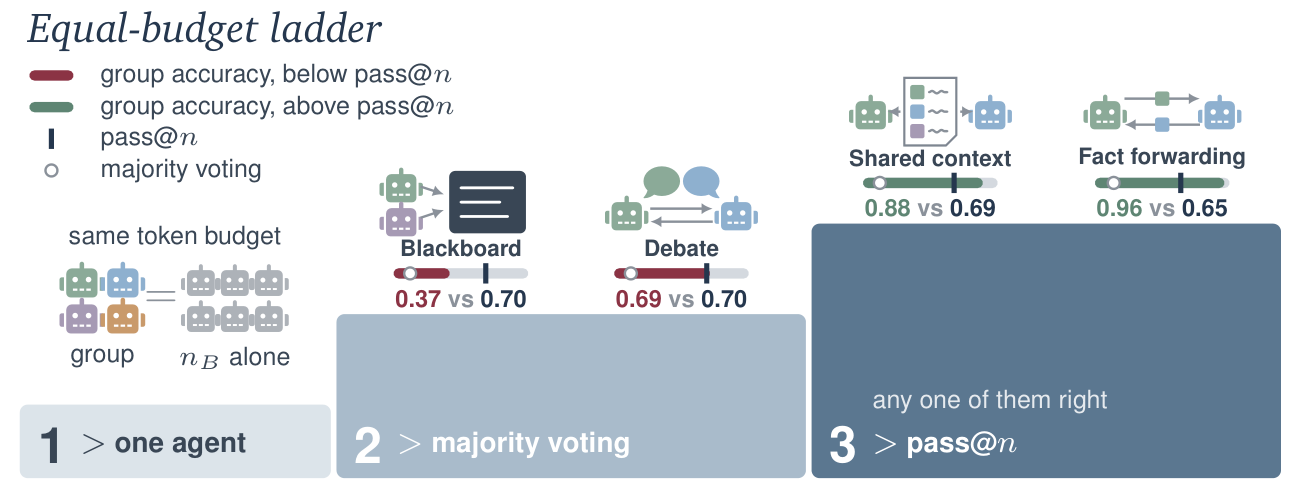 Equal-budget ladder
group accuracy, below pass@n
group accuracy, above pass@n
pass@n
majority voting
same token budget
group
n_B alone
1 > one agent
Blackboard
0.37 vs 0.70
Debate
0.69 vs 0.70
2 > majority voting
Shared context
0.88 vs 0.69
Fact forwarding
0.96 vs 0.65
any one of them right
3 > pass@n